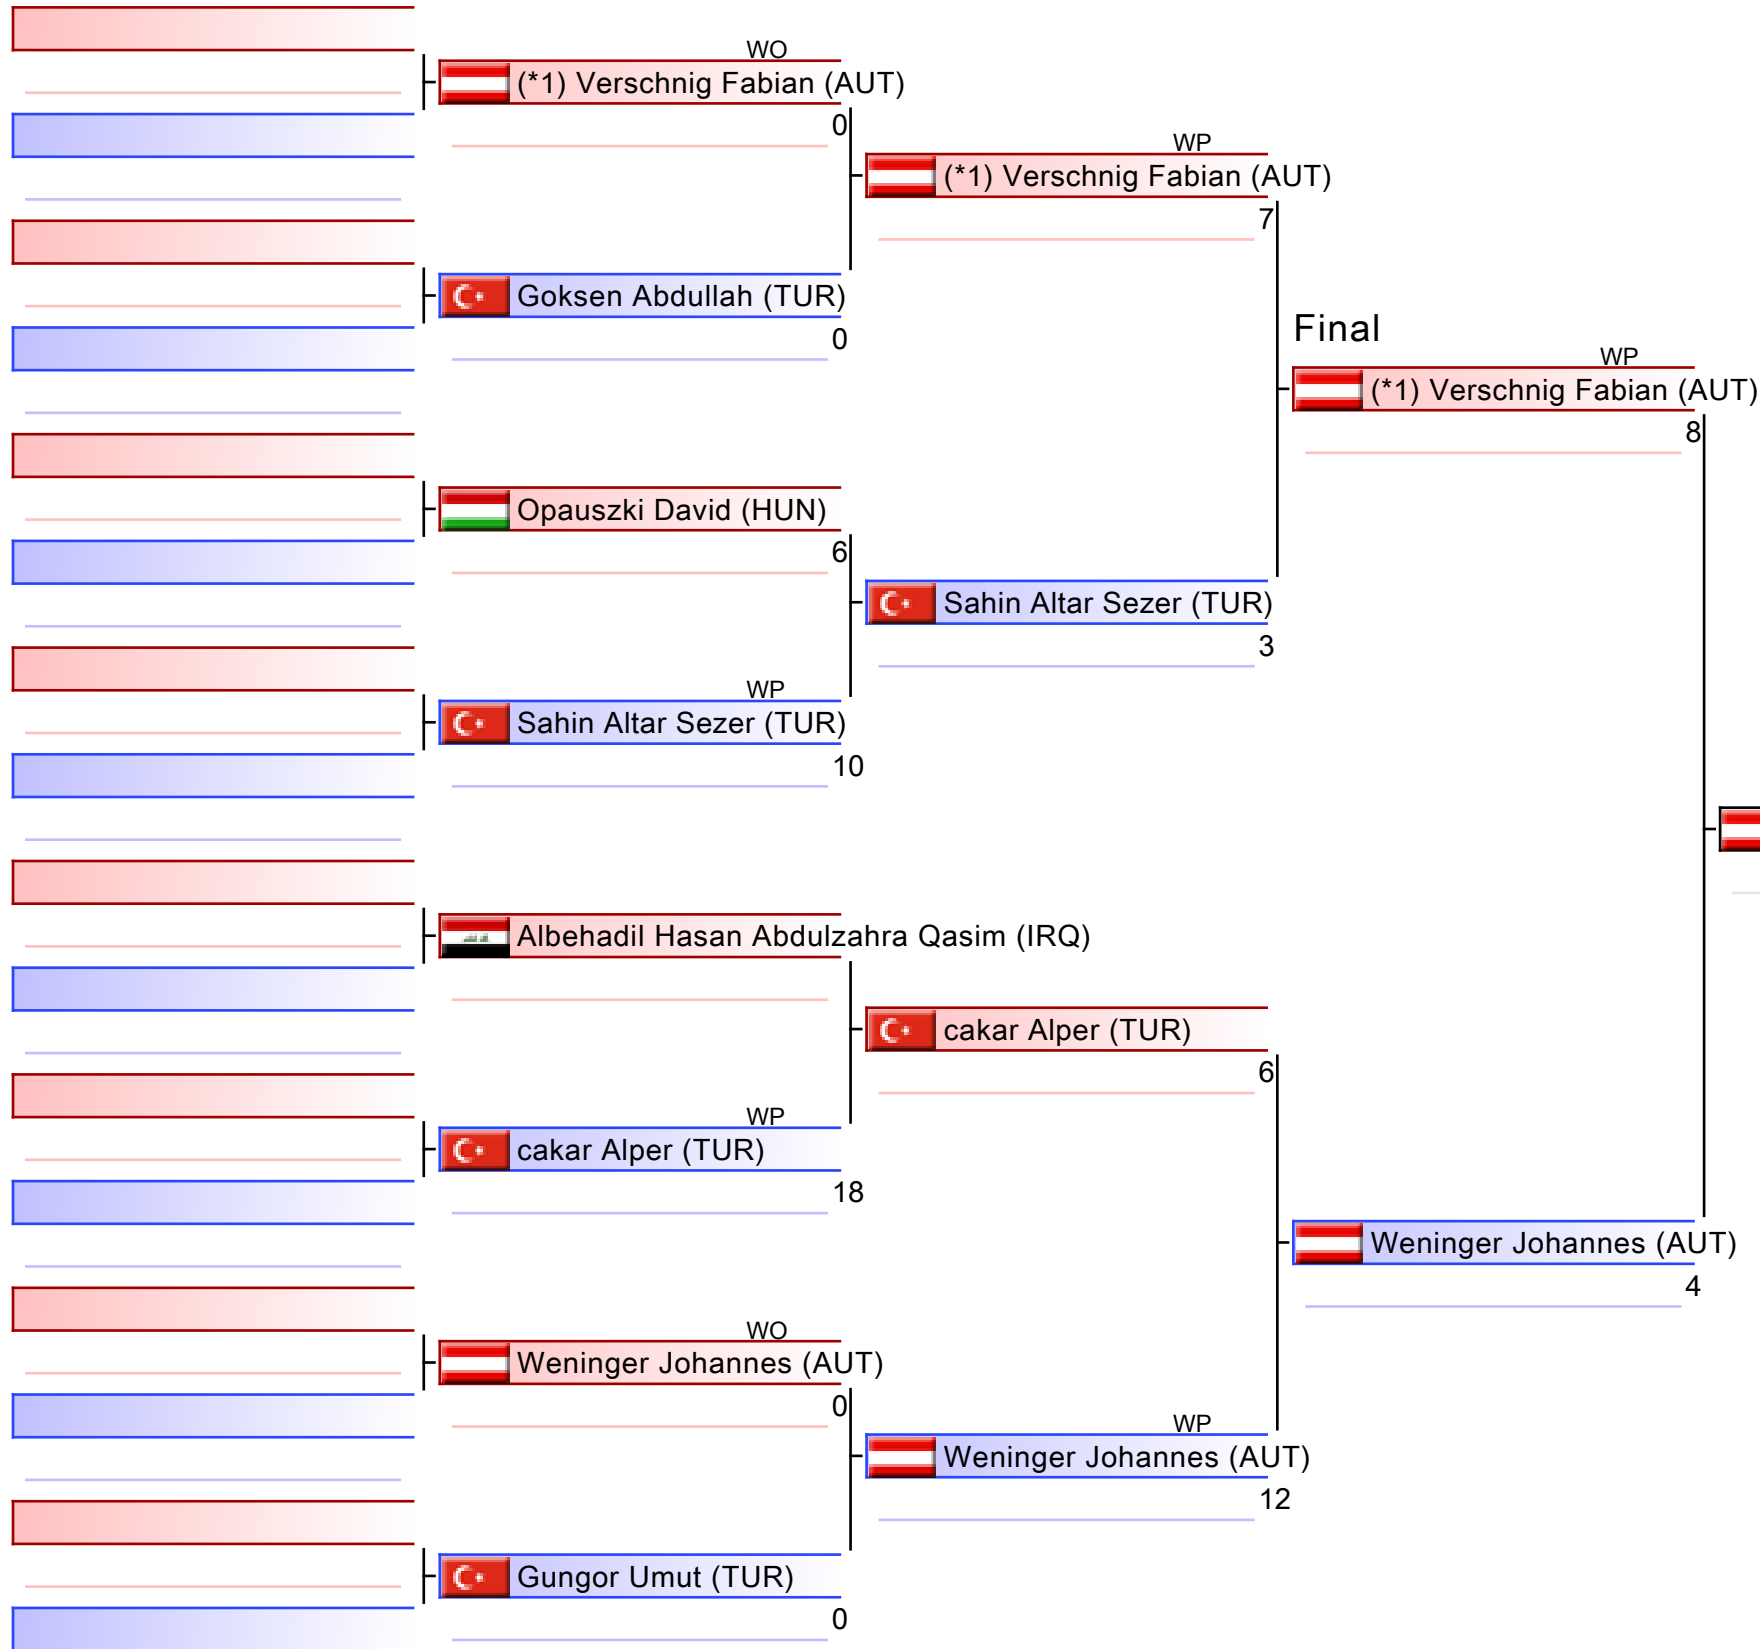 WO
(*1) Verschnig Fabian (AUT)
0
Goksen Abdullah (TUR)
0
Opauszki David (HUN)
6
WP
Sahin Altar Sezer (TUR)
10
Albehadil Hasan Abdulzahra Qasim (IRQ)
WP
cakar Alper (TUR)
18
WO
Weninger Johannes (AUT)
0
Gungor Umut (TUR)
0
WP
(*1) Verschnig Fabian (AUT)
7
Sahin Altar Sezer (TUR)
3
cakar Alper (TUR)
6
WP
Weninger Johannes (AUT)
12
Final
WP
(*1) Verschnig Fabian (AUT)
8
Weninger Johannes (AUT)
4